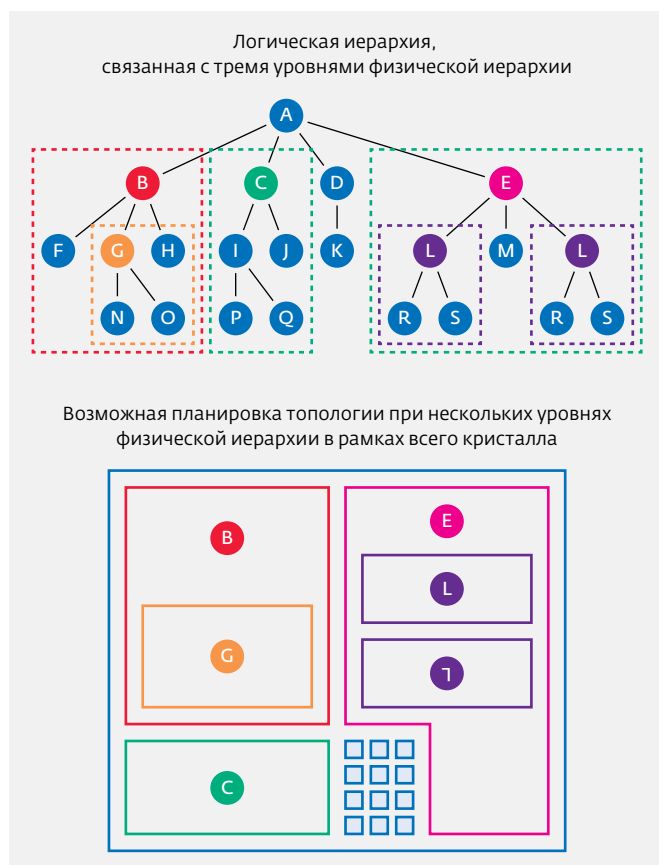 Логическая иерархия,
связанная с тремя уровнями физической иерархии
A
B C D E
F G H I J K L M L
N O P Q R S R S
Возможная планировка топологии при нескольких уровнях
физической иерархии в рамках всего кристалла
B
E
L
G
L
C